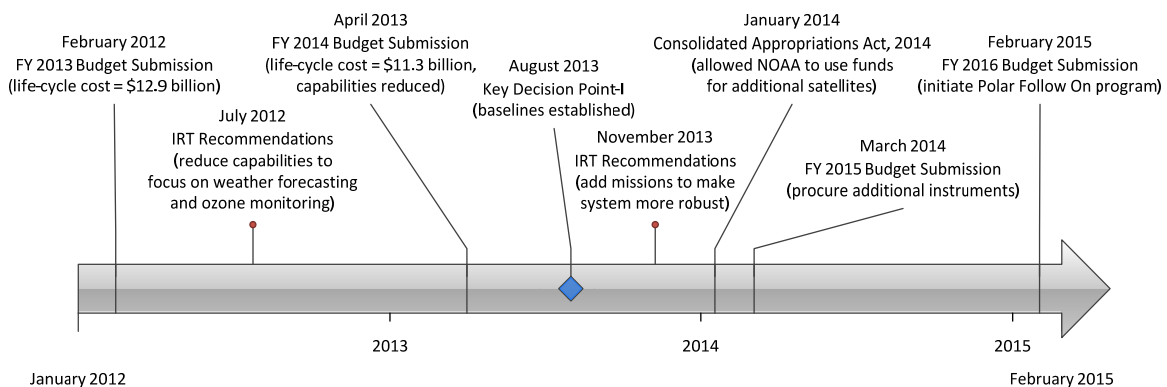 February 2012
FY 2013 Budget Submission
(life-cycle cost = $12.9 billion)
July 2012
IRT Recommendations
(reduce capabilities to
focus on weather forecasting
and ozone monitoring)
April 2013
FY 2014 Budget Submission
(life-cycle cost = $11.3 billion,
capabilities reduced)
August 2013
Key Decision Point-I
(baselines established)
November 2013
IRT Recommendations
(add missions to make
system more robust)
January 2014
Consolidated Appropriations Act, 2014
(allowed NOAA to use funds
for additional satellites)
March 2014
FY 2015 Budget Submission
(procure additional instruments)
February 2015
FY 2016 Budget Submission
(initiate Polar Follow On program)
2013
2014
2015
January 2012
February 2015